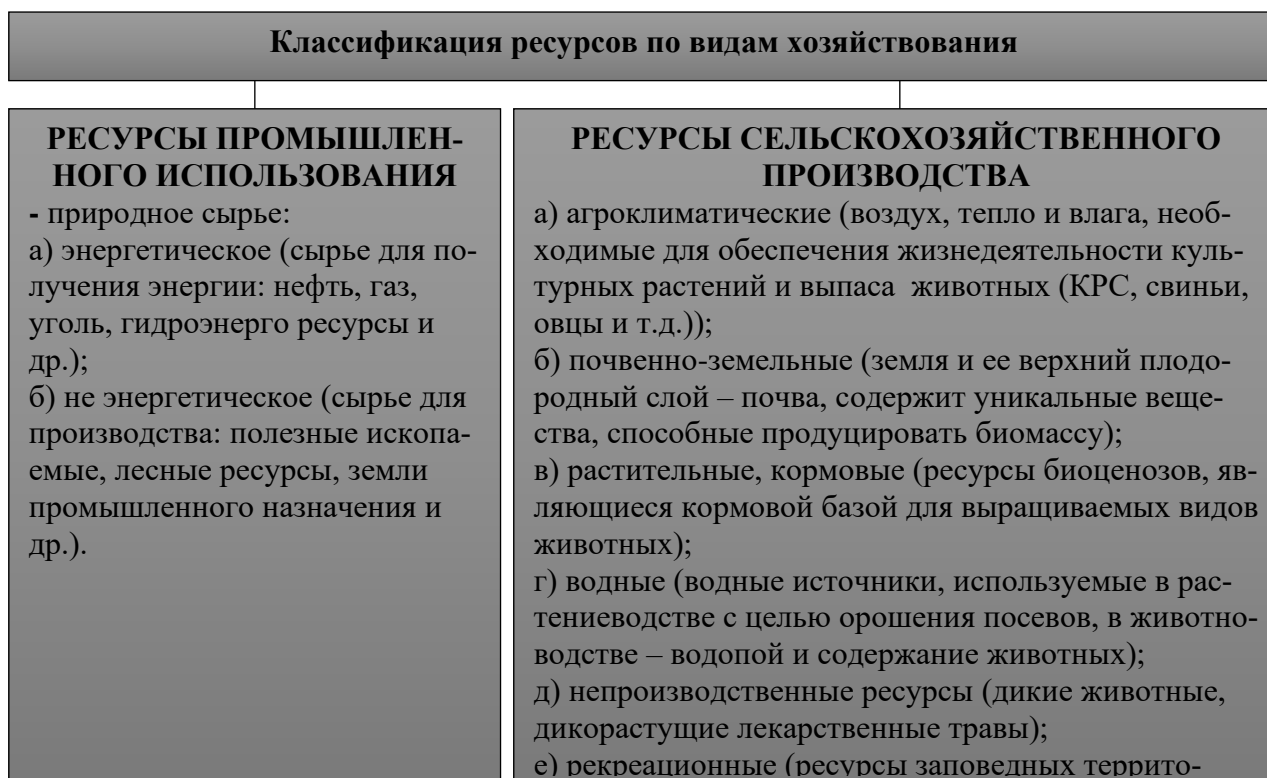 Классификация ресурсов по видам хозяйствования
РЕСУРСЫ ПРОМЫШЛЕН-
НОГО ИСПОЛЬЗОВАНИЯ
- природное сырье:
а) энергетическое (сырье для по-
лучения энергии: нефть, газ,
уголь, гидроэнерго ресурсы и
др.);
б) не энергетическое (сырье для
производства: полезные ископа-
емые, лесные ресурсы, земли
промышленного назначения и
др.).
РЕСУРСЫ СЕЛЬСКОХОЗЯЙСТВЕННОГО
ПРОИЗВОДСТВА
а) агроклиматические (воздух, тепло и влага, необ-
ходимые для обеспечения жизнедеятельности куль-
турных растений и выпаса животных (КРС, свиньи,
овцы и т.д.));
б) почвенно-земельные (земля и ее верхний плодо-
родный слой – почва, содержит уникальные веще-
ства, способные продуцировать биомассу);
в) растительные, кормовые (ресурсы биоценозов, яв-
ляющиеся кормовой базой для выращиваемых видов
животных);
г) водные (водные источники, используемые в рас-
тениеводстве с целью орошения посевов, в животно-
водстве – водопой и содержание животных);
д) непроизводственные ресурсы (дикие животные,
дикорастущие лекарственные травы);
е) рекреационные (ресурсы заповедных террито-